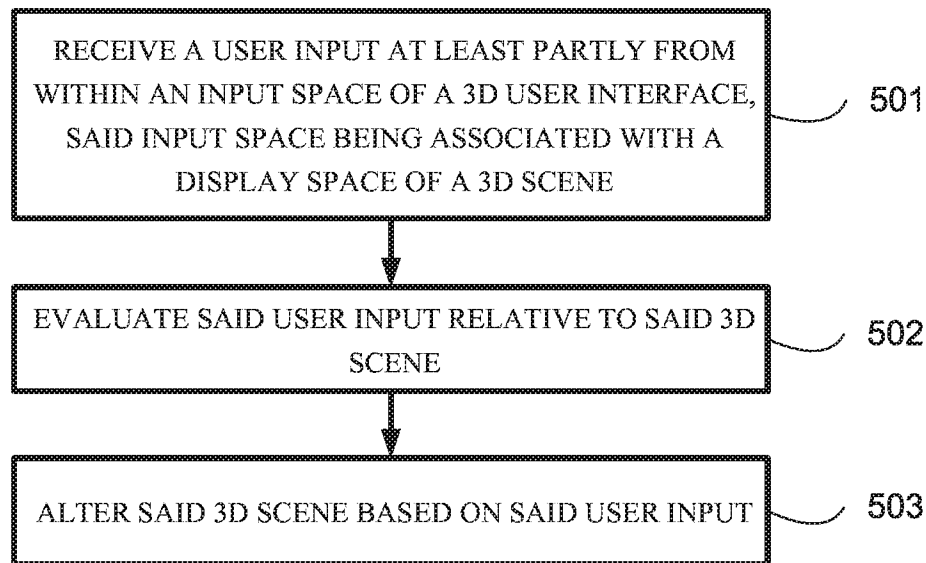 RECEIVE A USER INPUT AT LEAST PARTLY FROM
WITHIN AN INPUT SPACE OF A 3D USER INTERFACE,
SAID INPUT SPACE BEING ASSOCIATED WITH A
DISPLAY SPACE OF A 3D SCENE
501
EVALUATE SAID USER INPUT RELATIVE TO SAID 3D
SCENE
502
ALTER SAID 3D SCENE BASED ON SAID USER INPUT
503